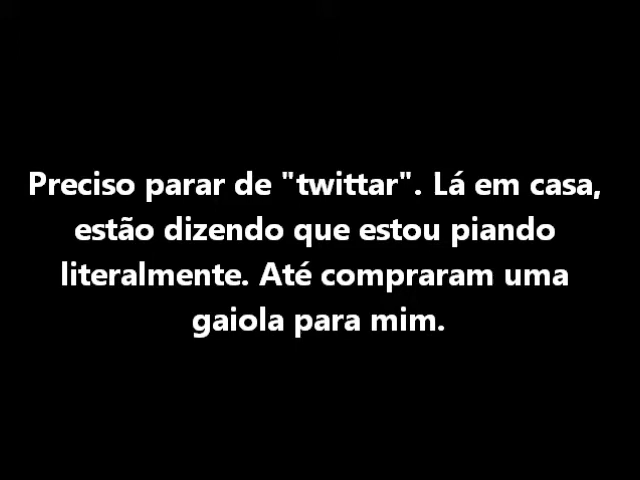 Preciso parar de "twittar". Lá em casa,
estão dizendo que estou piando
literalmente. Até compraram uma
gaiola para mim.